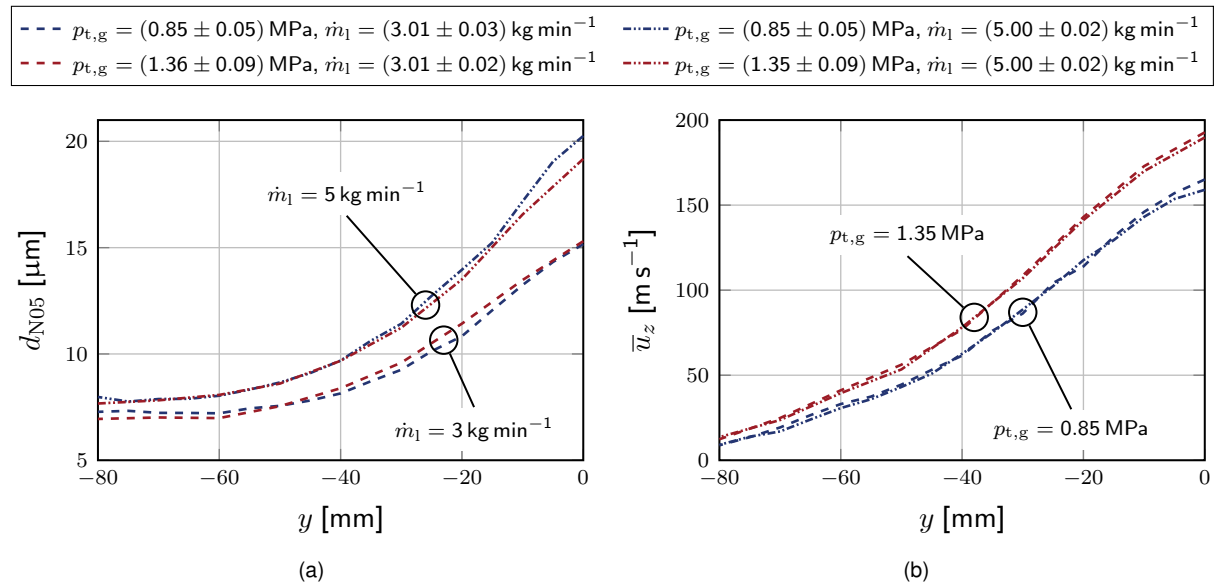 p_t,g = (0.85 ± 0.05) MPa, ṁ_l = (3.01 ± 0.03) kg min⁻¹
p_t,g = (0.85 ± 0.05) MPa, ṁ_l = (5.00 ± 0.02) kg min⁻¹
p_t,g = (1.36 ± 0.09) MPa, ṁ_l = (3.01 ± 0.02) kg min⁻¹
p_t,g = (1.35 ± 0.09) MPa, ṁ_l = (5.00 ± 0.02) kg min⁻¹
20
15
10
5
d_N05 [µm]
ṁ_l = 5 kg min⁻¹
ṁ_l = 3 kg min⁻¹
−80
−60
−40
−20
0
y [mm]
(a)
200
150
100
50
0
u̅_z [m s⁻¹]
p_t,g = 1.35 MPa
p_t,g = 0.85 MPa
−80
−60
−40
−20
0
y [mm]
(b)